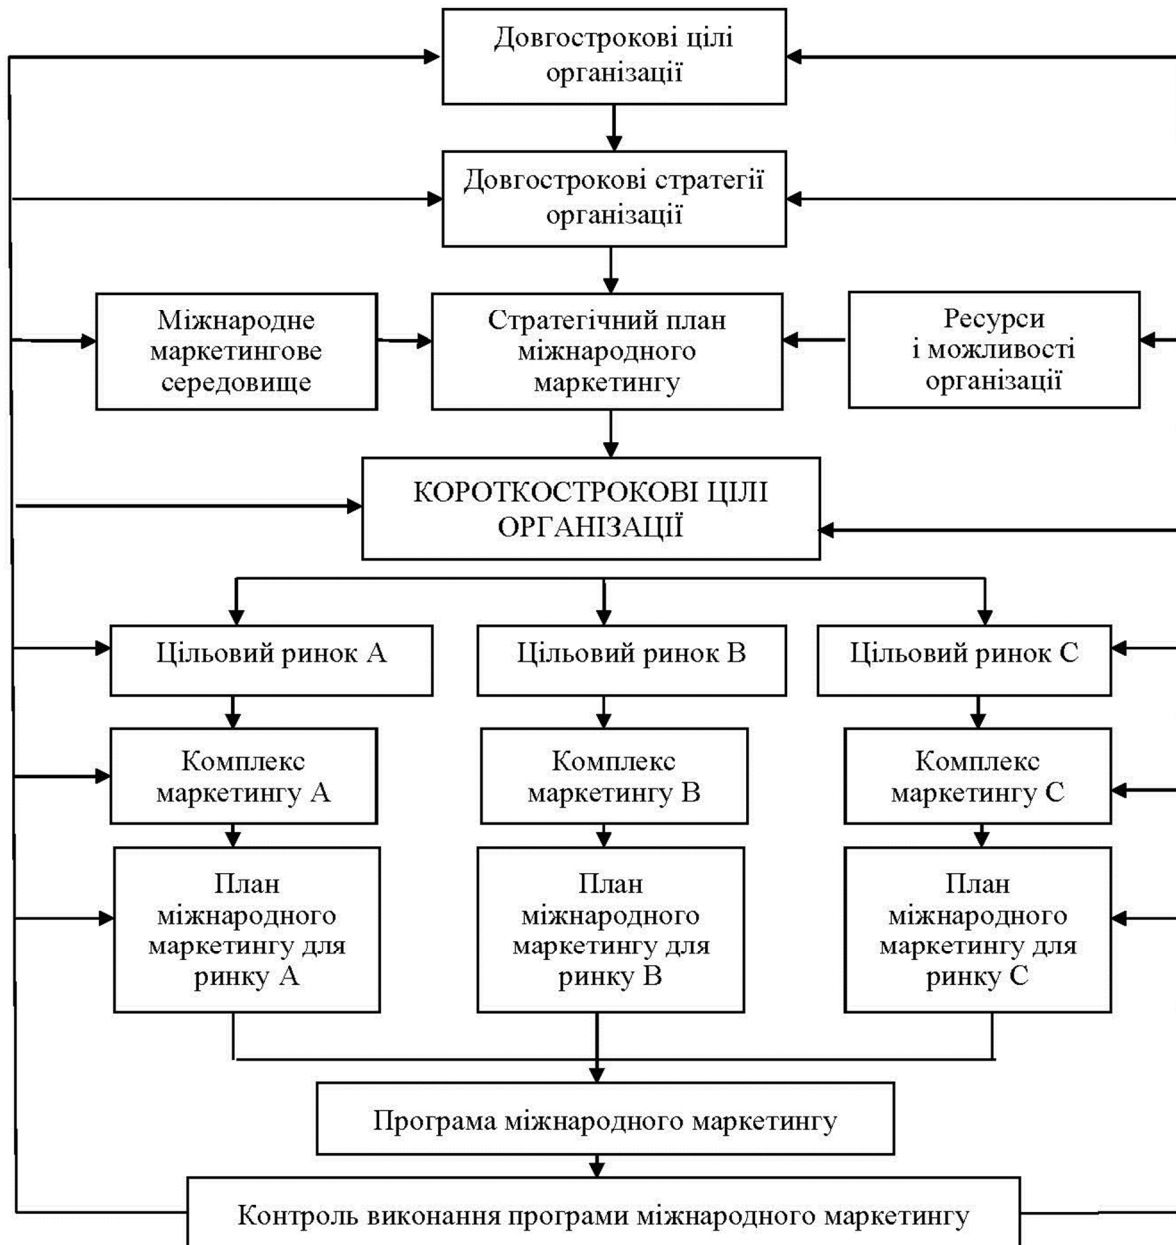 Довгострокові цілі
організації
Довгострокові стратегії
організації
Міжнародне
маркетингове
середовище
Стратегічний план
міжнародного
маркетингу
Ресурси
і можливості
організації
КОРОТКОСТРОКОВІ ЦІЛІ
ОРГАНІЗАЦІЇ
Цільовий ринок А
Цільовий ринок В
Цільовий ринок С
Комплекс
маркетингу А
Комплекс
маркетингу В
Комплекс
маркетингу С
План
міжнародного
маркетингу для
ринку А
План
міжнародного
маркетингу для
ринку В
План
міжнародного
маркетингу для
ринку С
Програма міжнародного маркетингу
Контроль виконання програми міжнародного маркетингу